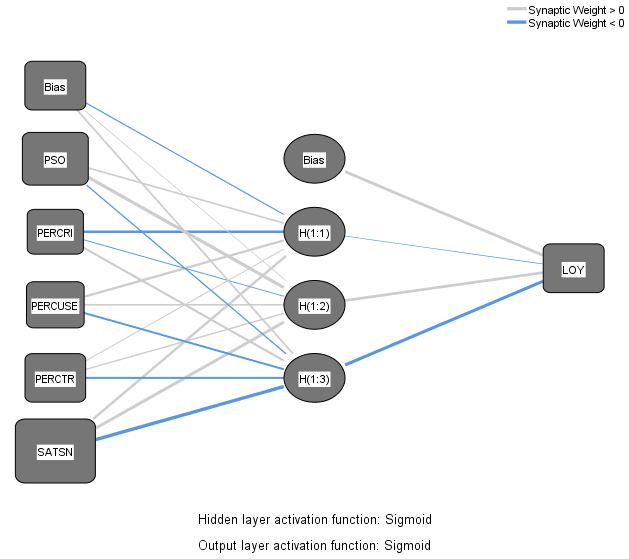 Synaptic Weight > 0
Synaptic Weight < 0
Bias
PSO
PERCRI
PERCUSE
PERCTR
SATSN
Bias
H(1:1)
H(1:2)
H(1:3)
LOY
Hidden layer activation function: Sigmoid
Output layer activation function: Sigmoid